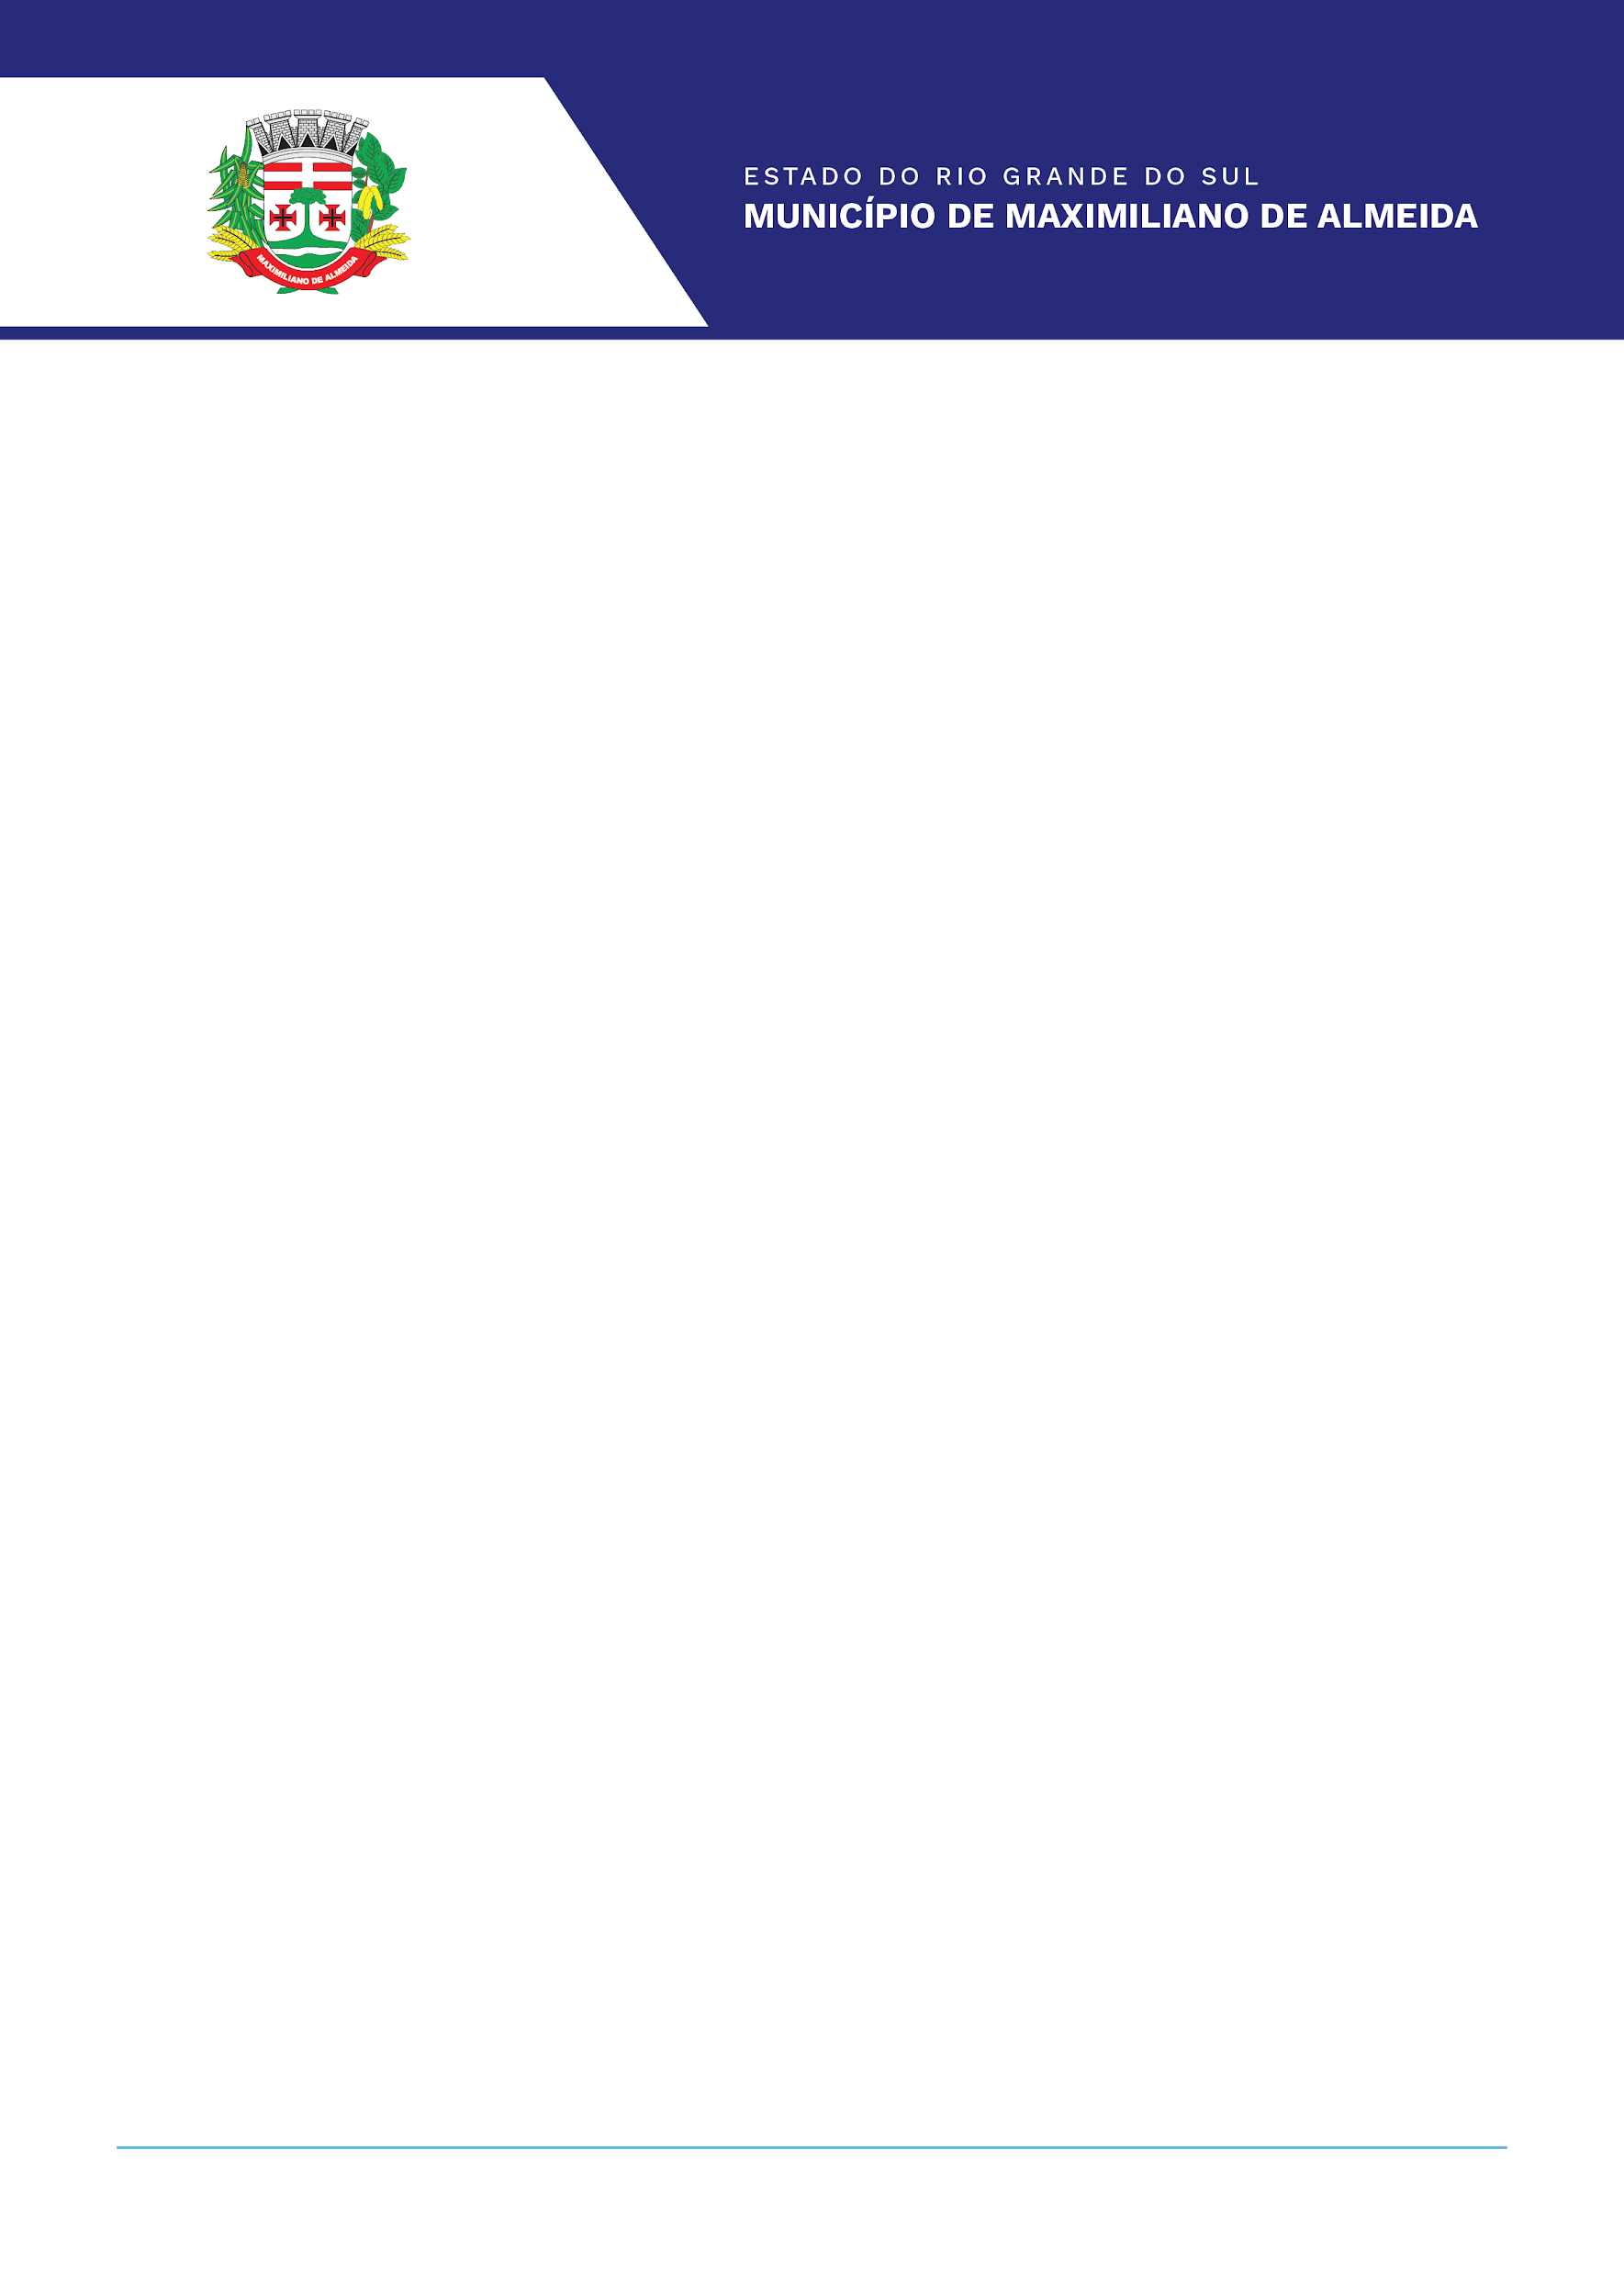 ESTADO DO RIO GRANDE DO SUL
MUNICÍPIO DE MAXIMILIANO DE ALMEIDA
MAXIMILIANO DE ALMEIDA